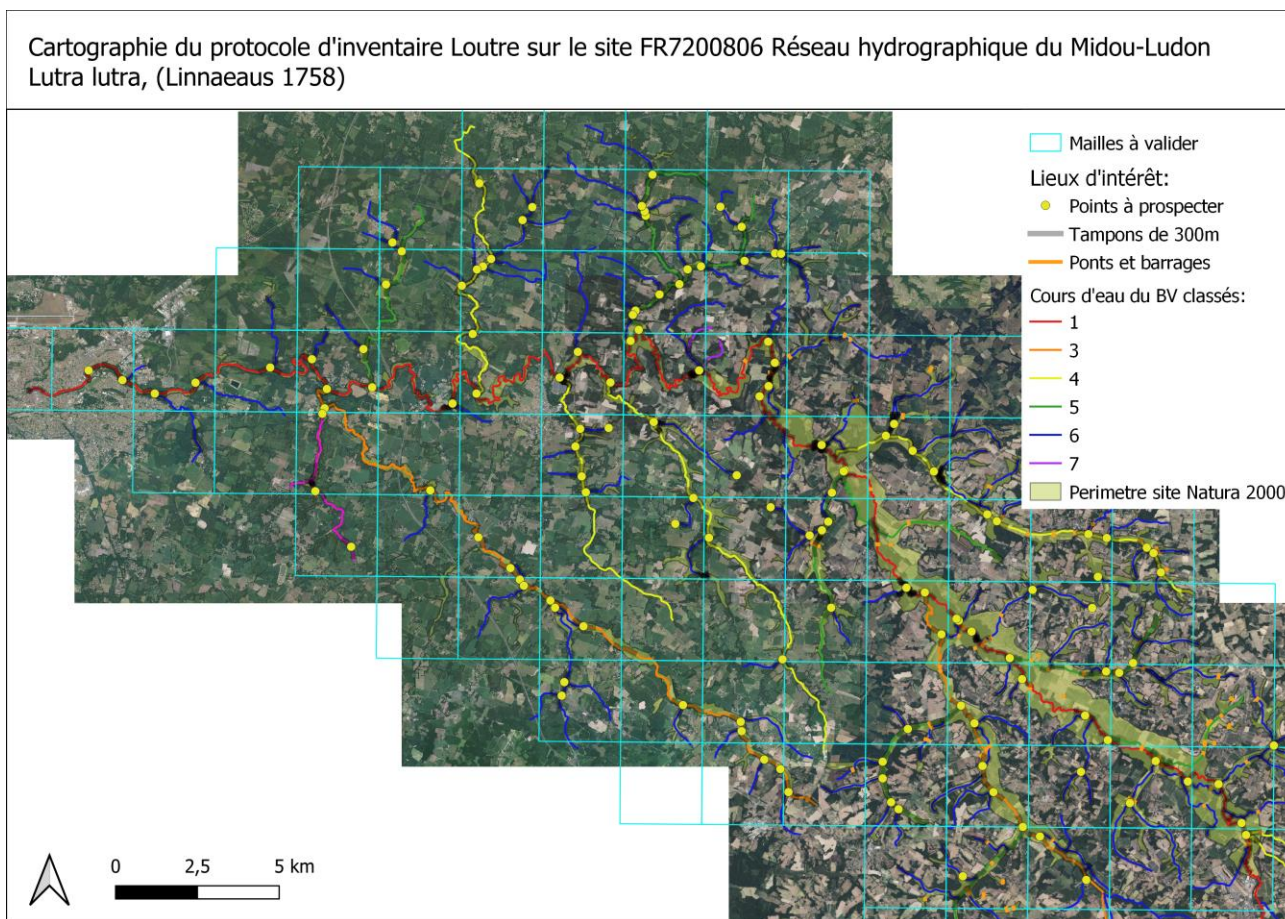 Cartographie du protocole d'inventaire Loutre sur le site FR7200806 Réseau hydrographique du Midou-Ludon
Lutra lutra, (Linnaeaus 1758)
Mailles à valider
Lieux d'intérêt:
Points à prospecter
Tampons de 300m
Ponts et barrages
Cours d'eau du BV classés:
1
3
4
5
6
7
Perimetre site Natura 2000
0 2,5 5 km